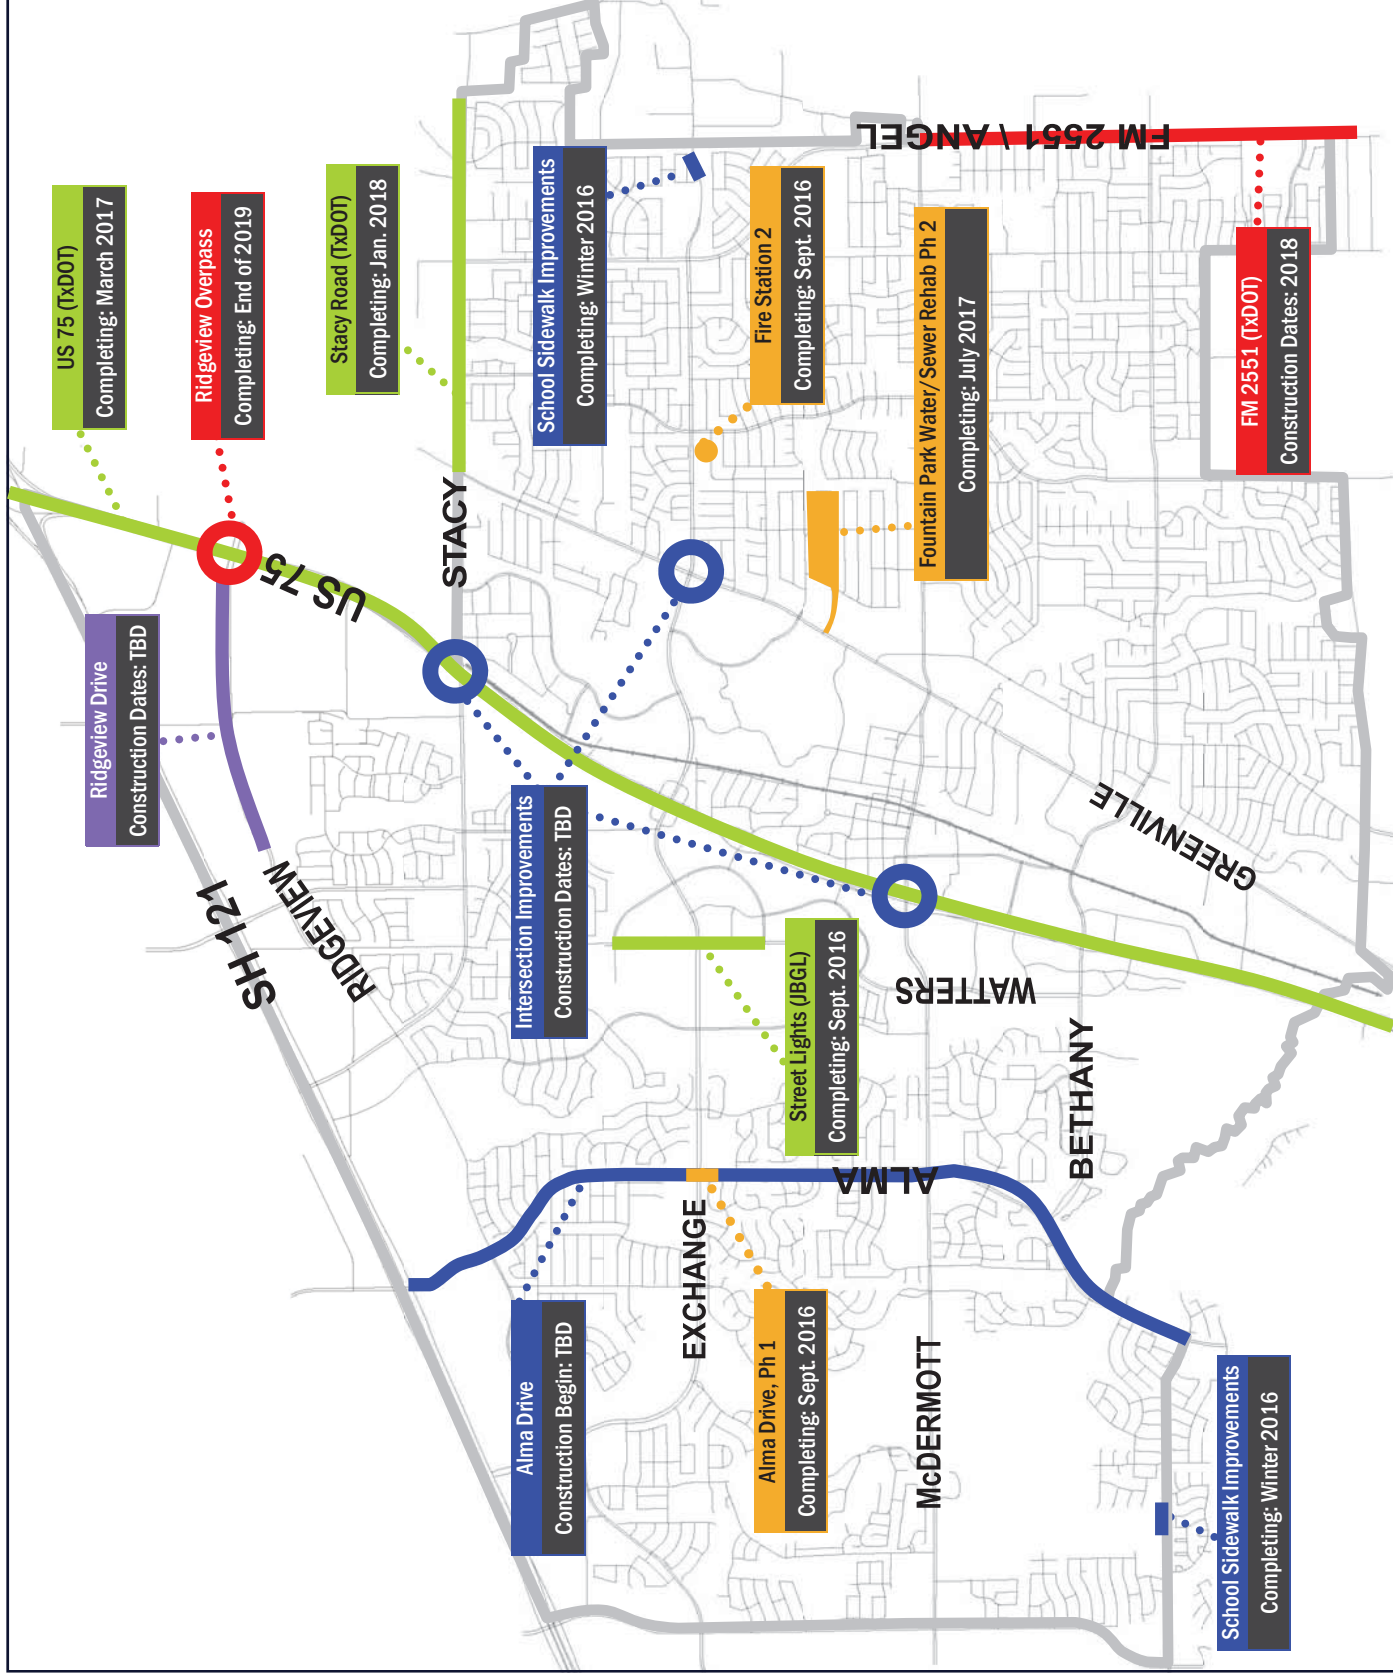 US 75 (TxDOT)
Completing: March 2017
Ridgeview Overpass
Completing: End of 2019
Stacy Road (TxDOT)
Completing: Jan. 2018
School Sidewalk Improvements
Completing: Winter 2016
Fire Station 2
Completing: Sept. 2016
Fountain Park Water/Sewer Rehab Ph 2
Completing: July 2017
FM 2551 (TxDOT)
Construction Dates: 2018
FM 2551 \ ANGEL
Ridgeview Drive
Construction Dates: TBD
US 75
STACY
SH 121
RIDGEVIEW
Intersection Improvements
Construction Dates: TBD
Street Lights (JBGL)
Completing: Sept. 2016
WATTERS
GREENVILLE
BETHANY
ALMA
EXCHANGE
McDERMOTT
Alma Drive
Construction Begin: TBD
Alma Drive, Ph 1
Completing: Sept. 2016
School Sidewalk Improvements
Completing: Winter 2016